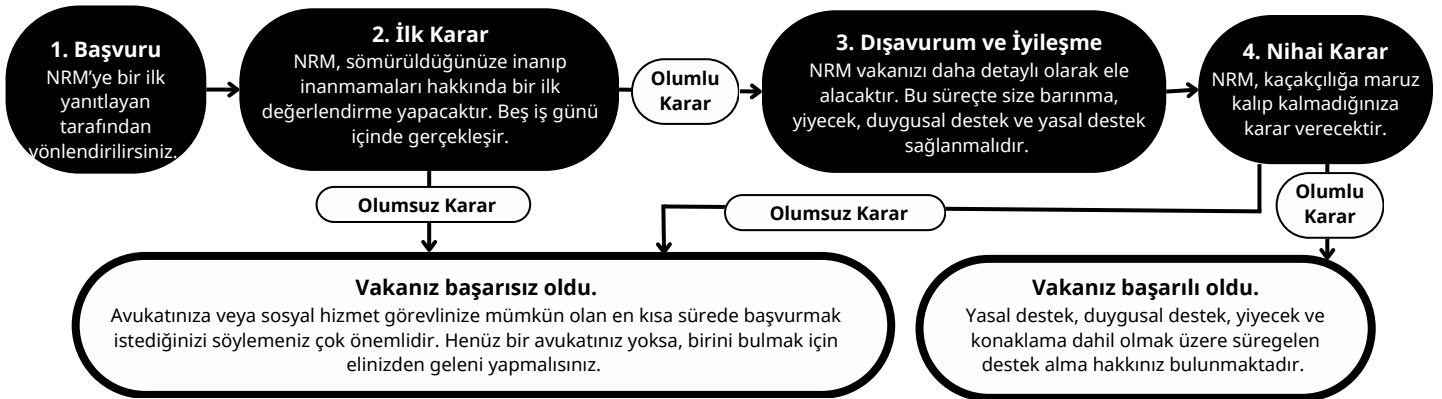 1. Başvuru
NRM'ye bir ilk
yanıtlayan
tarafından
yönlendirilirsiniz.
2. İlk Karar
NRM, sömürüldüğünüze inanıp
inanmamaları hakkında bir ilk
değerlendirme yapacaktır. Beş iş günü
içinde gerçekleşir.
Olumlu
Karar
3. Dışavurum ve İyileşme
NRM vakanızı daha detaylı olarak ele
alacaktır. Bu süreçte size barınma,
yiyecek, duygusal destek ve yasal destek
sağlanmalıdır.
4. Nihai Karar
NRM, kaçakçılığa maruz
kalıp kalmadığınıza
karar verecektir.
Olumsuz Karar
Olumsuz Karar
Olumlu
Karar
Vakanız başarısız oldu.
Avukatınıza veya sosyal hizmet görevlinize mümkün olan en kısa sürede başvurmak
istediğinizi söylemeniz çok önemlidir. Henüz bir avukatınız yoksa, birini bulmak için
elinizden geleni yapmalısınız.
Vakanız başarılı oldu.
Yasal destek, duygusal destek, yiyecek ve
konaklama dahil olmak üzere süregelen
destek alma hakkınız bulunmaktadır.